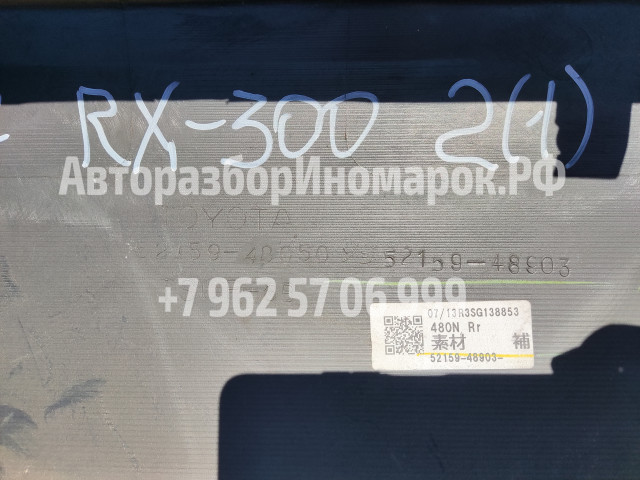 RX-300 2(1)
АвторазборИномарок.РФ
TOYOTA
52159-48903
+7 962 57 06 999
07/13R3SG138853
480N Rr
素材 補
52159-48903-